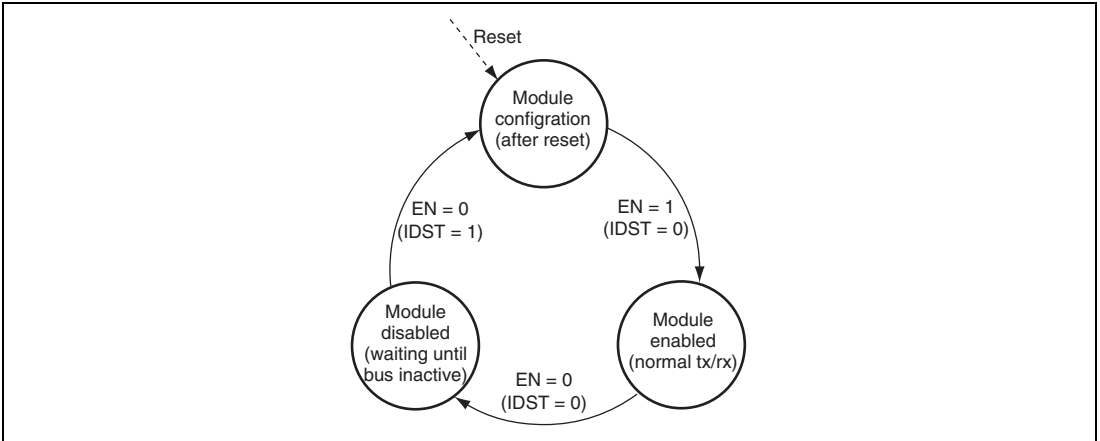 Reset
Module
configration
(after reset)
EN = 0
(IDST = 1)
EN = 1
(IDST = 0)
Module
disabled
(waiting until
bus inactive)
Module
enabled
(normal tx/rx)
EN = 0
(IDST = 0)